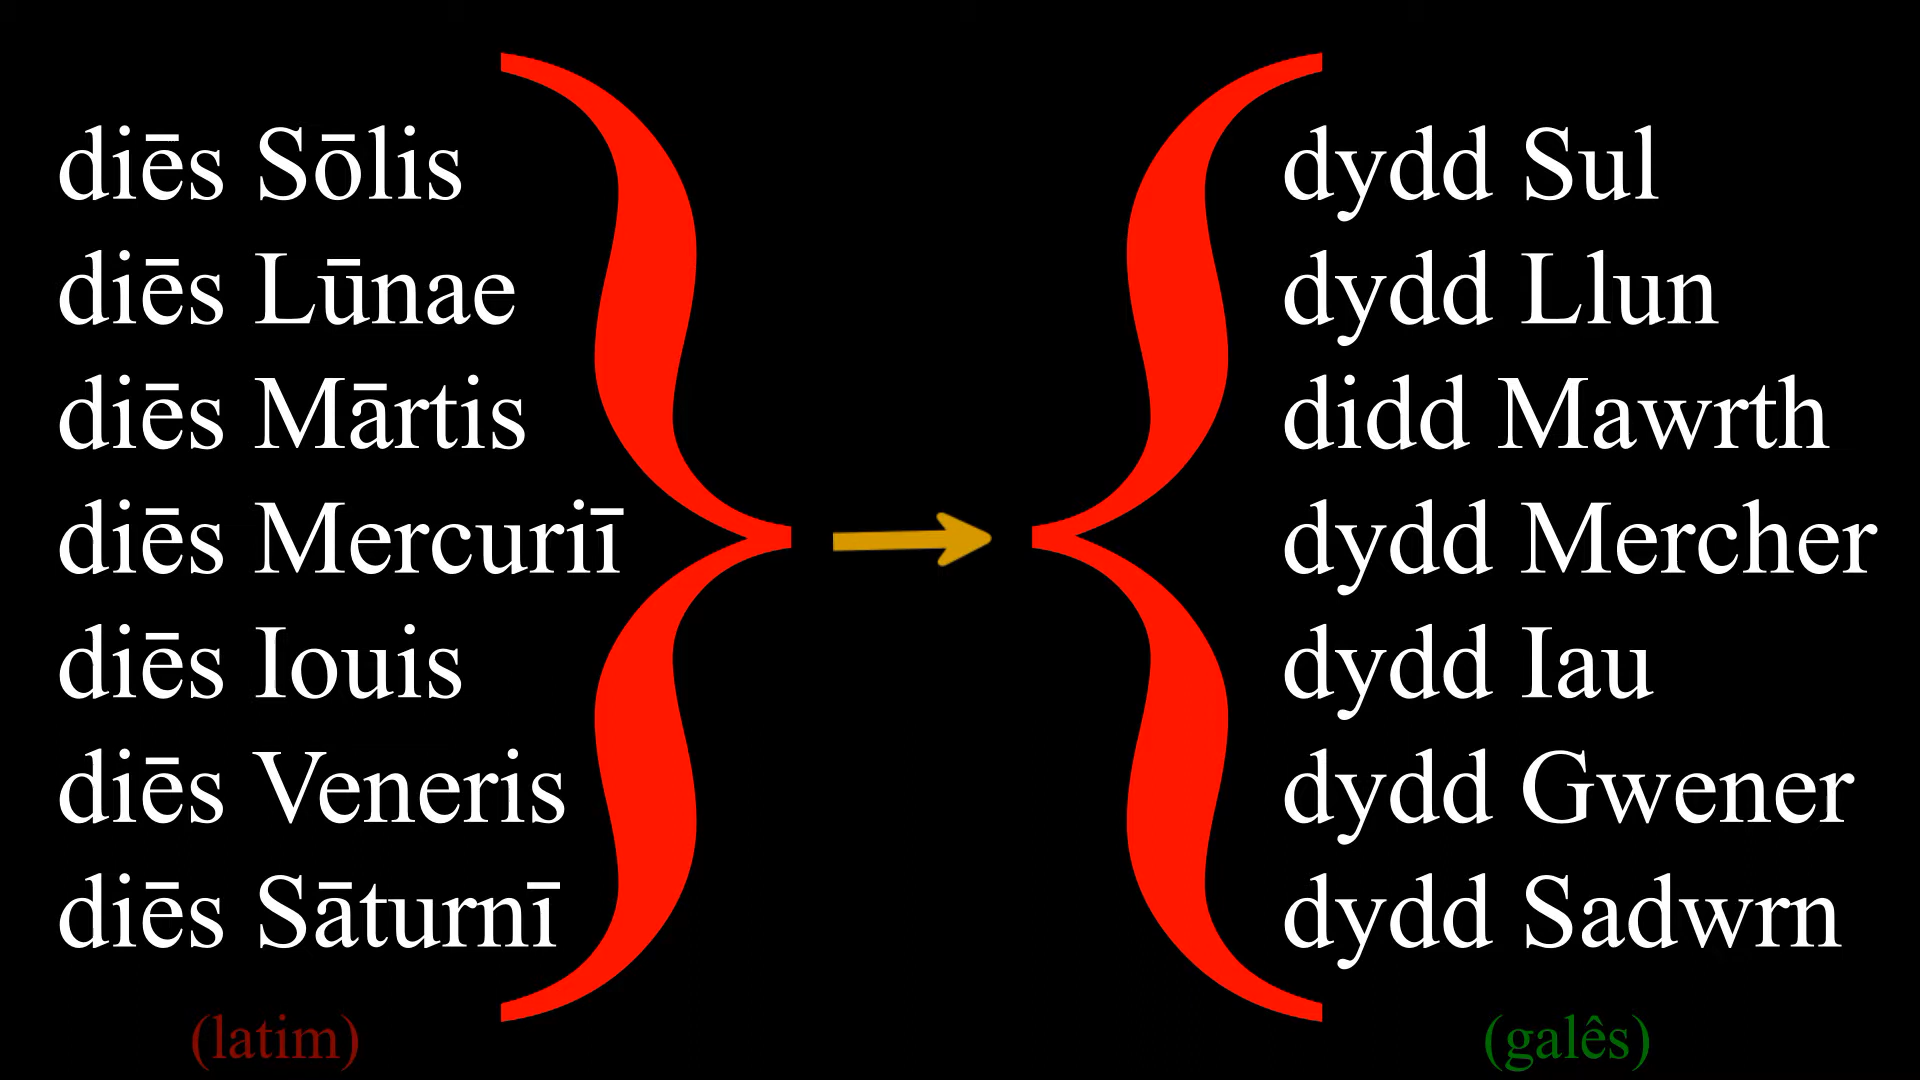 diēs Sōlis
diēs Lūnae
diēs Mārtis
diēs Mercuriī
diēs Iouis
diēs Veneris
diēs Sāturnī
(latim)
dydd Sul
dydd Llun
didd Mawrth
dydd Mercher
dydd Iau
dydd Gwener
dydd Sadwrn
(galês)